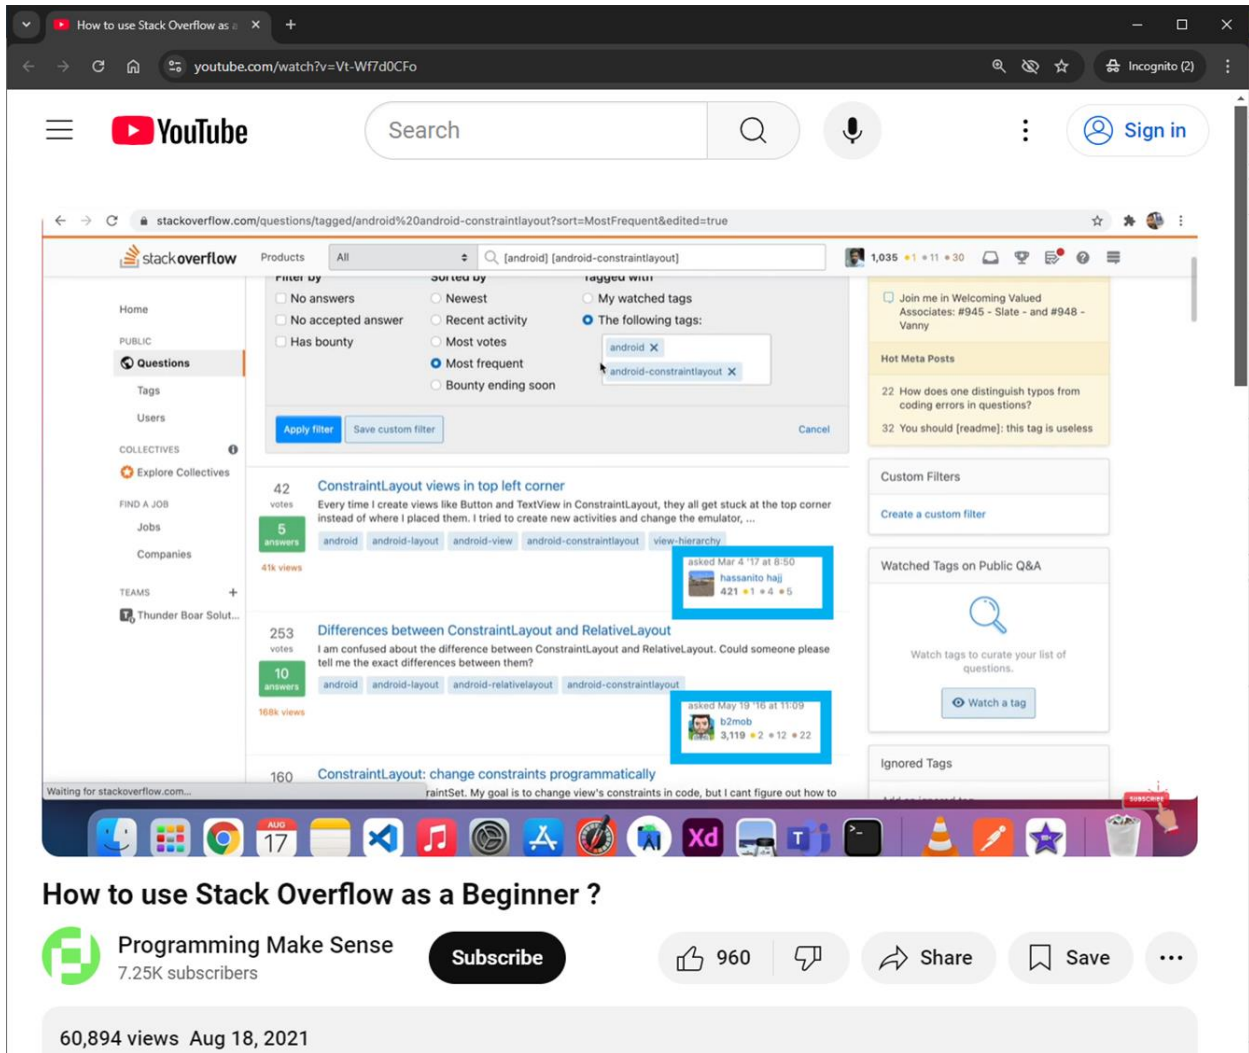 How to use Stack Overflow as a
youtube.com/watch?v=Vt-Wf7d0CFo
Incognito (2)
YouTube
Search
Sign in
stackoverflow.com/questions/tagged/android%20android-constraintlayout?sort=MostFrequent&edited=true
stackoverflow
Products
All
[android] [android-constraintlayout]
1,035 1 11 30
Filter by
Sorted by
Tagged with
No answers
Newest
My watched tags
No accepted answer
Recent activity
The following tags:
Has bounty
Most votes
android
Most frequent
android-constraintlayout
Bounty ending soon
Apply filter
Save custom filter
Cancel
Home
PUBLIC
Questions
Tags
Users
COLLECTIVES
Explore Collectives
FIND A JOB
Jobs
Companies
TEAMS
Thunder Boar Solut...
42
votes
5
answers
41k views
ConstraintLayout views in top left corner
Every time I create views like Button and TextView in ConstraintLayout, they all get stuck at the top corner
instead of where I placed them. I tried to create new activities and change the emulator, ...
android android-layout android-view android-constraintlayout view-hierarchy
asked Mar 4 '17 at 8:50
hassanito hajj
421 1 4 5
253
votes
10
answers
168k views
Differences between ConstraintLayout and RelativeLayout
I am confused about the difference between ConstraintLayout and RelativeLayout. Could someone please
tell me the exact differences between them?
android android-layout android-relativelayout android-constraintlayout
asked May 19 '16 at 11:09
b2mob
3,119 2 12 22
160
ConstraintLayout: change constraints programmatically
raintSet. My goal is to change view's constraints in code, but I cant figure out how to
Waiting for stackoverflow.com...
Join me in Welcoming Valued
Associates: #945 - Slate - and #948 -
Vanny
Hot Meta Posts
22 How does one distinguish typos from
coding errors in questions?
32 You should [readme]: this tag is useless
Custom Filters
Create a custom filter
Watched Tags on Public Q&A
Watch tags to curate your list of
questions.
Watch a tag
Ignored Tags
SUBSCRIBE
AUG
17
Xd
T
How to use Stack Overflow as a Beginner ?
Programming Make Sense
7.25K subscribers
Subscribe
960
Share
Save
60,894 views Aug 18, 2021